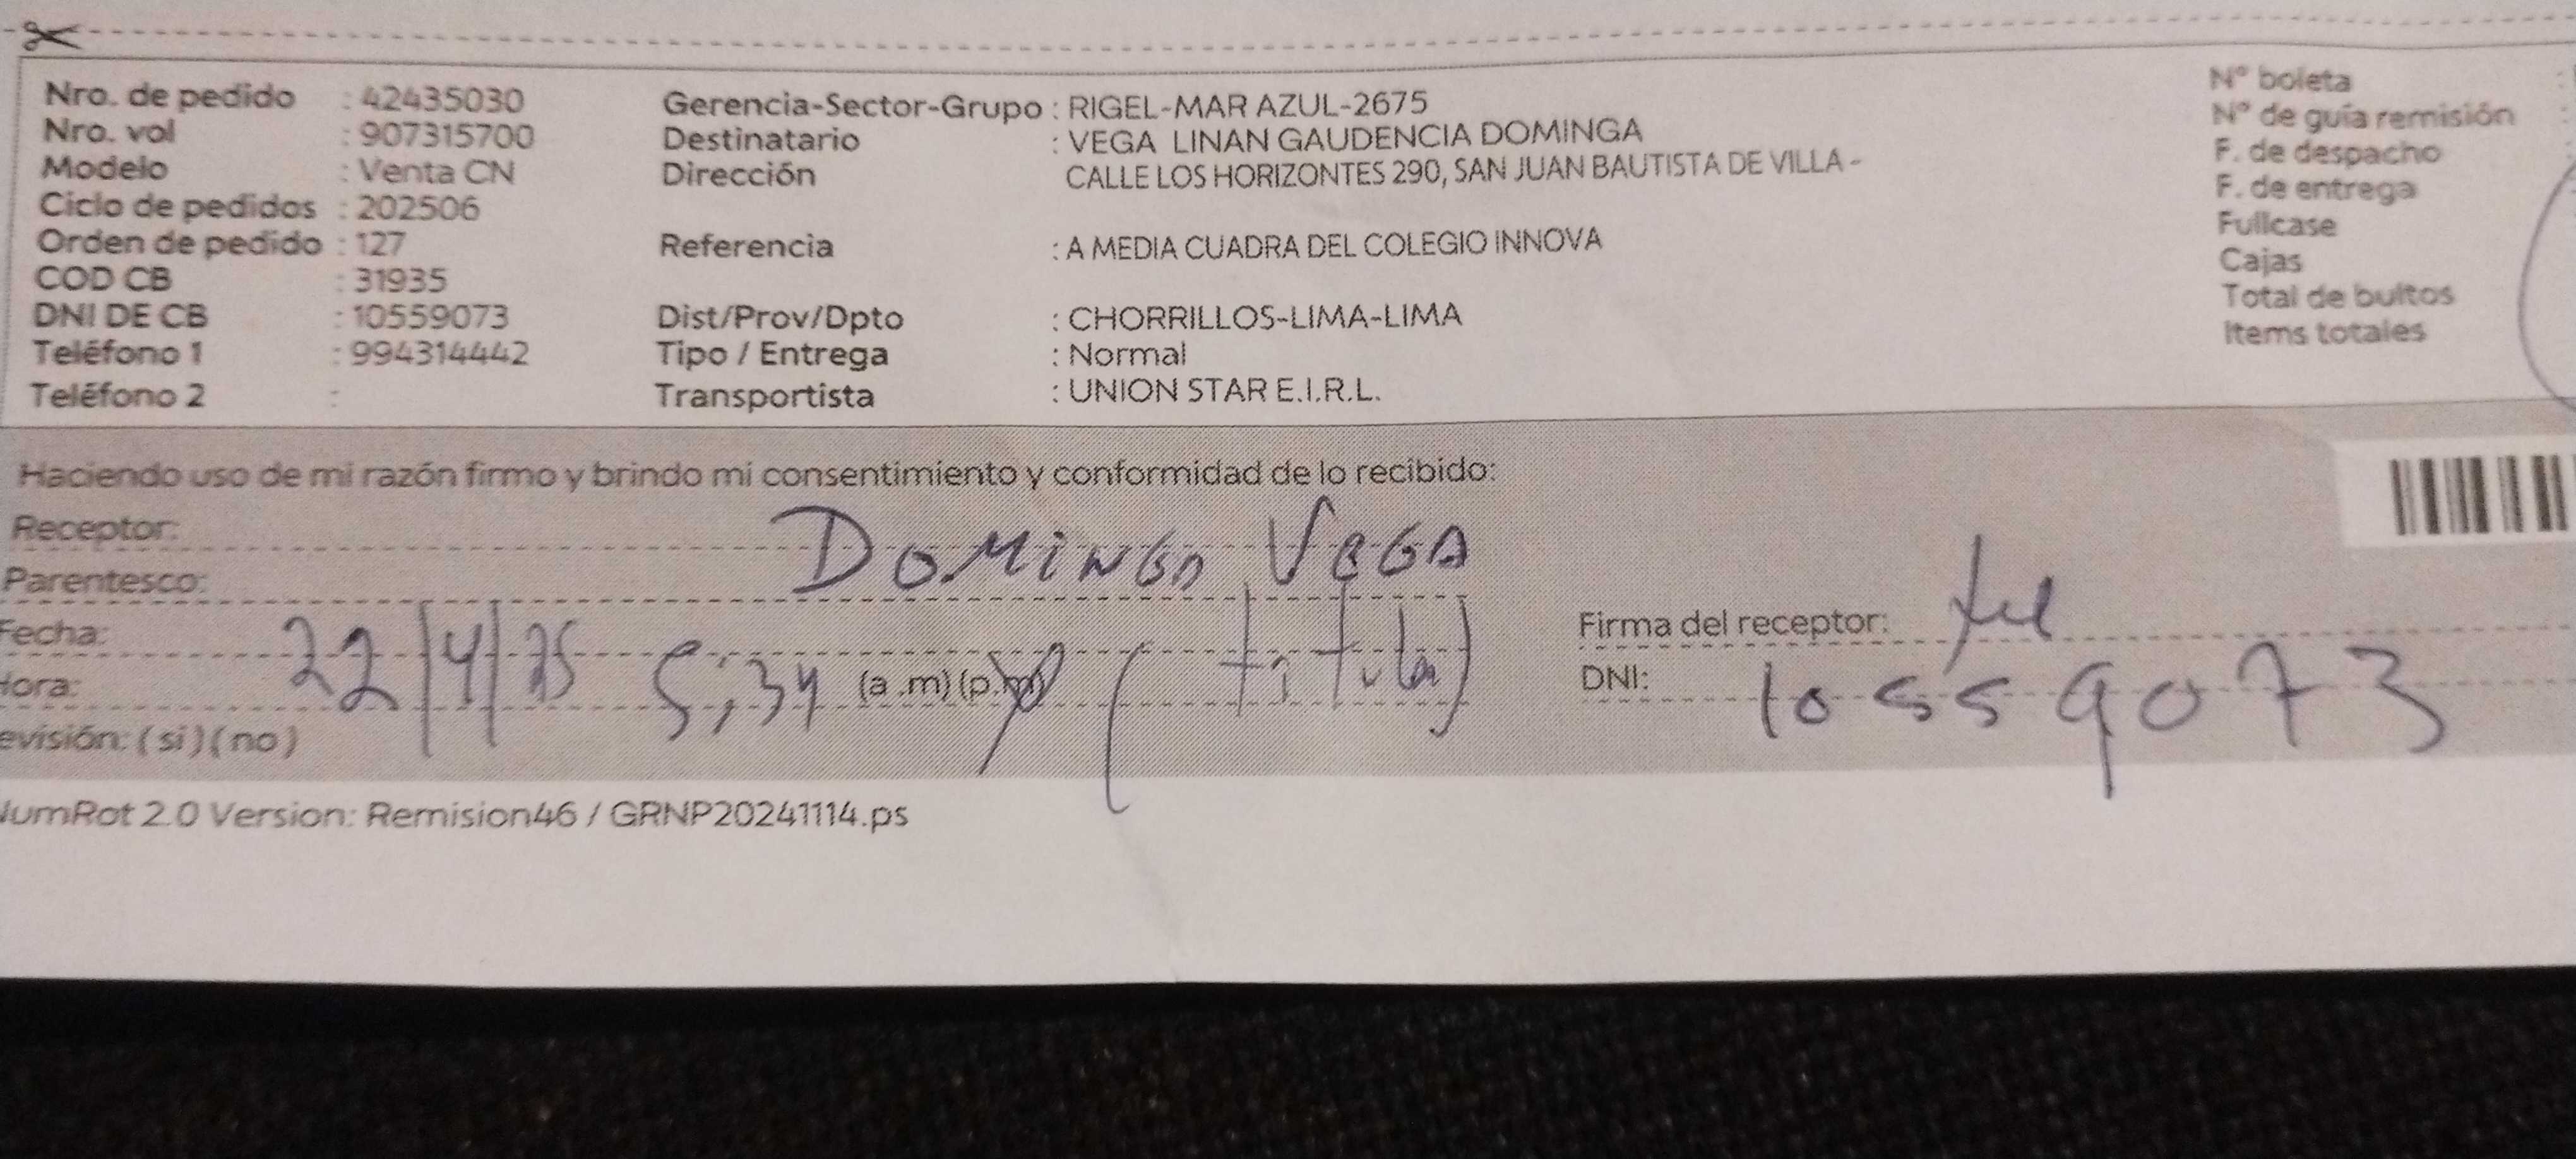 Nro. de pedido : 42435030
Nro. vol : 907315700
Modelo : Venta CN
Ciclo de pedidos : 202506
Orden de pedido : 127
COD CB : 31935
DNI DE CB : 10559073
Teléfono 1 : 994314442
Teléfono 2 :
Gerencia-Sector-Grupo : RIGEL-MAR AZUL-2675
Destinatario : VEGA LINAN GAUDENCIA DOMINGA
Dirección CALLE LOS HORIZONTES 290, SAN JUAN BAUTISTA DE VILLA -
Referencia : A MEDIA CUADRA DEL COLEGIO INNOVA
Dist/Prov/Dpto : CHORRILLOS-LIMA-LIMA
Tipo / Entrega : Normal
Transportista : UNION STAR E.I.R.L.
N° boleta :
N° de guía remisión :
F. de despacho
F. de entrega
Fullcase
Cajas
Total de bultos
Items totales
Haciendo uso de mi razón firmo y brindo mi consentimiento y conformidad de lo recibido:
Receptor: DOMINGA VEGA
Parentesco: (titular)
Fecha: 22/4/25
Hora: 5:34 (a.m)(p.m)
evisión: (si)(no)
Firma del receptor:
DNI: 10559073
NumRot 2.0 Version: Remision46 / GRNP20241114.ps